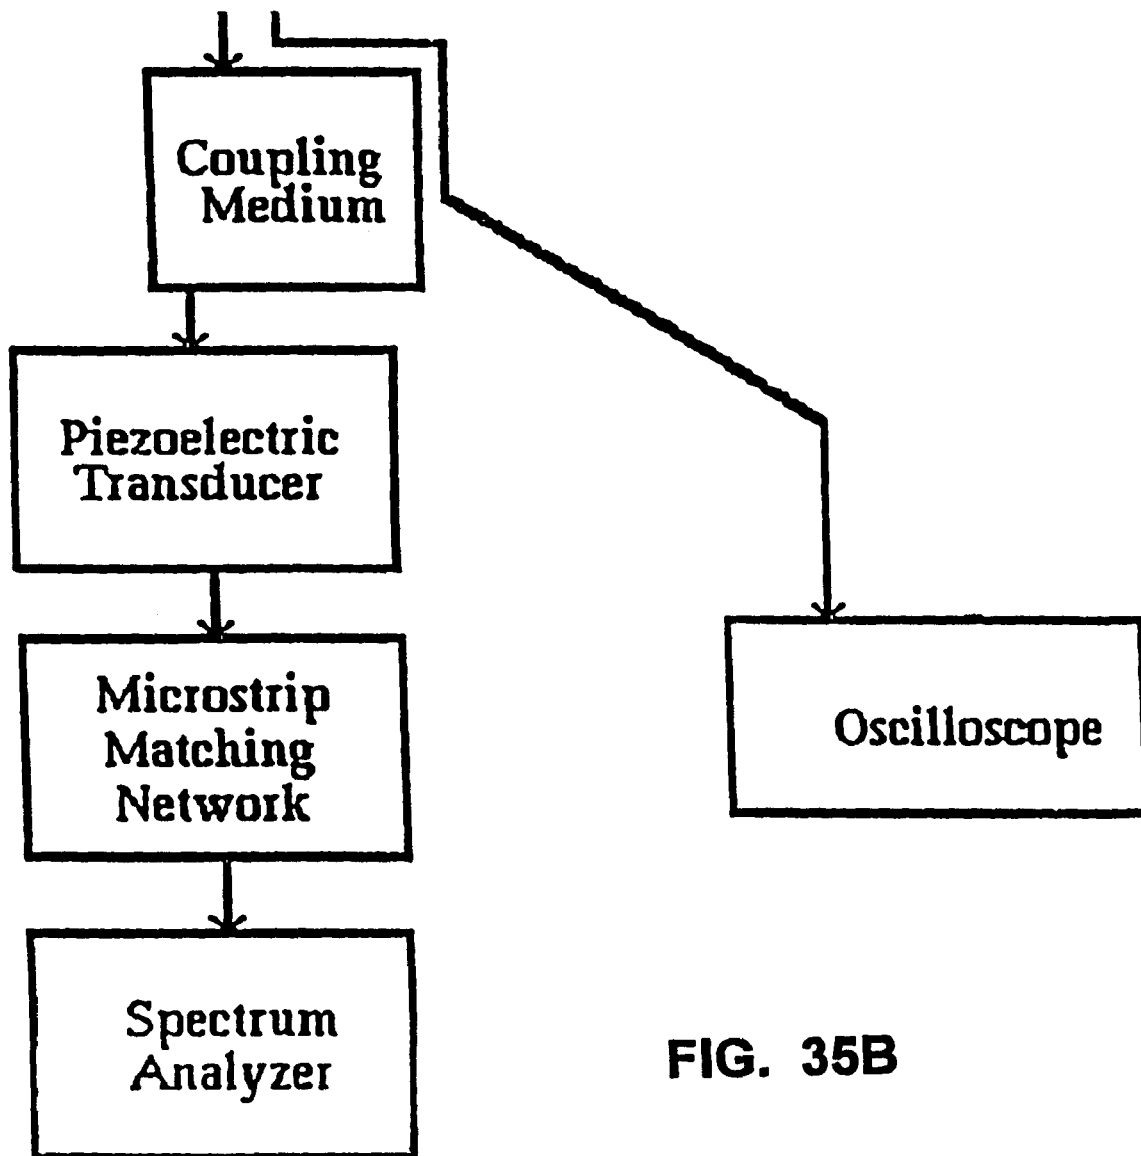 Coupling
Medium
Piezoelectric
Transducer
Microstrip
Matching
Network
Oscilloscope
Spectrum
Analyzer
FIG. 35B